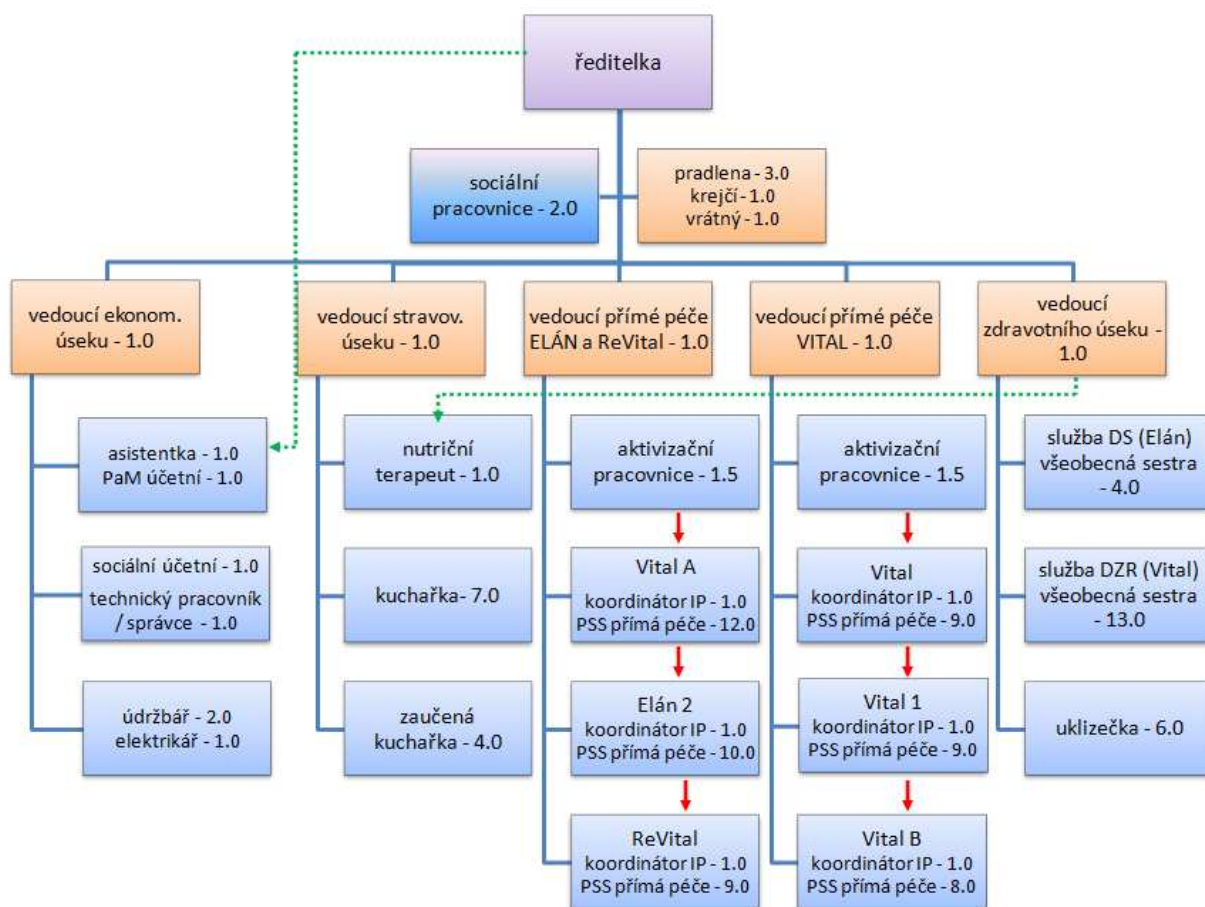 ředitelka
sociální
pracovnice - 2.0
pradlena - 3.0
krejčí - 1.0
vrátný - 1.0
vedoucí ekonom.
úseku - 1.0
vedoucí stravov.
úseku - 1.0
vedoucí přímé péče
ELÁN a ReVital - 1.0
vedoucí přímé péče
VITAL - 1.0
vedoucí
zdravotního úseku -
1.0
asistentka - 1.0
PaM účetní - 1.0
nutriční
terapeut - 1.0
aktivizační
pracovnice - 1.5
aktivizační
pracovnice - 1.5
služba DS (Elán)
všeobecná sestra
- 4.0
sociální účetní - 1.0
technický pracovník
/ správce - 1.0
kuchařka- 7.0
Vital A
koordinátor IP - 1.0
PSS přímá péče - 12.0
Vital
koordinátor IP - 1.0
PSS přímá péče - 9.0
služba DZR (Vital)
všeobecná sestra
- 13.0
údržbář - 2.0
elektrikář - 1.0
zaučená
kuchařka - 4.0
Elán 2
koordinátor IP - 1.0
PSS přímá péče - 10.0
Vital 1
koordinátor IP - 1.0
PSS přímá péče - 9.0
uklizečka - 6.0
ReVital
koordinátor IP - 1.0
PSS přímá péče - 9.0
Vital B
koordinátor IP - 1.0
PSS přímá péče - 8.0